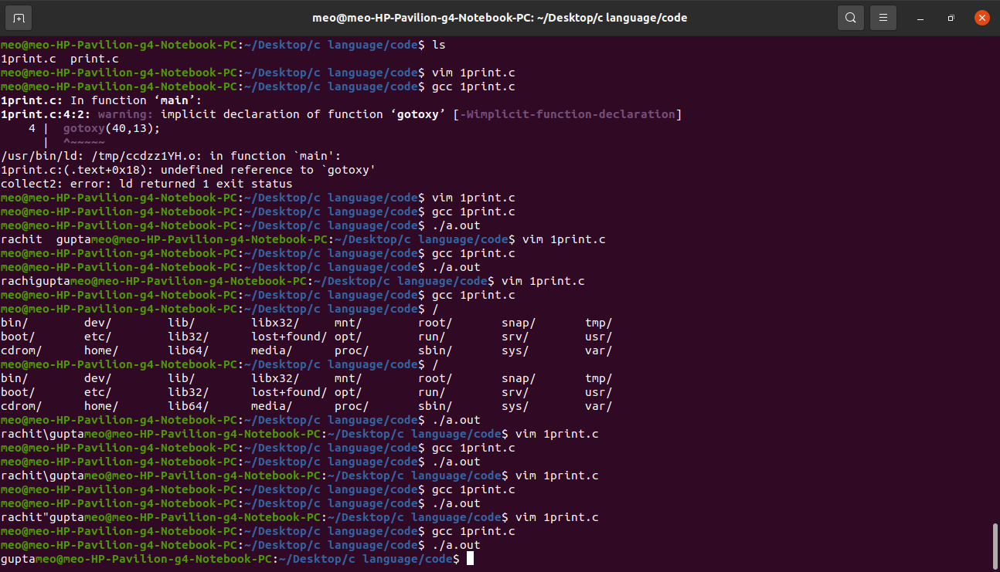 meo@meo-HP-Pavilion-g4-Notebook-PC: ~/Desktop/c language/code
meo@meo-HP-Pavilion-g4-Notebook-PC:~/Desktop/c language/code$ ls
1print.c  print.c
meo@meo-HP-Pavilion-g4-Notebook-PC:~/Desktop/c language/code$ vim 1print.c
meo@meo-HP-Pavilion-g4-Notebook-PC:~/Desktop/c language/code$ gcc 1print.c
1print.c: In function ‘main’:
1print.c:4:2: warning: implicit declaration of function ‘gotoxy’ [-Wimplicit-function-declaration]
    4 |  gotoxy(40,13);
      |  ^~~~~~
/usr/bin/ld: /tmp/ccdzz1YH.o: in function `main':
1print.c:(.text+0x18): undefined reference to `gotoxy'
collect2: error: ld returned 1 exit status
meo@meo-HP-Pavilion-g4-Notebook-PC:~/Desktop/c language/code$ vim 1print.c
meo@meo-HP-Pavilion-g4-Notebook-PC:~/Desktop/c language/code$ gcc 1print.c
meo@meo-HP-Pavilion-g4-Notebook-PC:~/Desktop/c language/code$ ./a.out
rachit  guptameo@meo-HP-Pavilion-g4-Notebook-PC:~/Desktop/c language/code$ vim 1print.c
meo@meo-HP-Pavilion-g4-Notebook-PC:~/Desktop/c language/code$ gcc 1print.c
meo@meo-HP-Pavilion-g4-Notebook-PC:~/Desktop/c language/code$ ./a.out
rachiguptameo@meo-HP-Pavilion-g4-Notebook-PC:~/Desktop/c language/code$ vim 1print.c
meo@meo-HP-Pavilion-g4-Notebook-PC:~/Desktop/c language/code$ gcc 1print.c
meo@meo-HP-Pavilion-g4-Notebook-PC:~/Desktop/c language/code$ /
bin/        dev/        lib/        libx32/     mnt/        root/       snap/       tmp/
boot/       etc/        lib32/      lost+found/ opt/        run/        srv/        usr/
cdrom/      home/       lib64/      media/      proc/       sbin/       sys/        var/
meo@meo-HP-Pavilion-g4-Notebook-PC:~/Desktop/c language/code$ /
bin/        dev/        lib/        libx32/     mnt/        root/       snap/       tmp/
boot/       etc/        lib32/      lost+found/ opt/        run/        srv/        usr/
cdrom/      home/       lib64/      media/      proc/       sbin/       sys/        var/
meo@meo-HP-Pavilion-g4-Notebook-PC:~/Desktop/c language/code$ ./a.out
rachit\guptameo@meo-HP-Pavilion-g4-Notebook-PC:~/Desktop/c language/code$ vim 1print.c
meo@meo-HP-Pavilion-g4-Notebook-PC:~/Desktop/c language/code$ gcc 1print.c
meo@meo-HP-Pavilion-g4-Notebook-PC:~/Desktop/c language/code$ ./a.out
rachit\guptameo@meo-HP-Pavilion-g4-Notebook-PC:~/Desktop/c language/code$ vim 1print.c
meo@meo-HP-Pavilion-g4-Notebook-PC:~/Desktop/c language/code$ gcc 1print.c
meo@meo-HP-Pavilion-g4-Notebook-PC:~/Desktop/c language/code$ ./a.out
rachit"guptameo@meo-HP-Pavilion-g4-Notebook-PC:~/Desktop/c language/code$ vim 1print.c
meo@meo-HP-Pavilion-g4-Notebook-PC:~/Desktop/c language/code$ gcc 1print.c
meo@meo-HP-Pavilion-g4-Notebook-PC:~/Desktop/c language/code$ ./a.out
guptameo@meo-HP-Pavilion-g4-Notebook-PC:~/Desktop/c language/code$